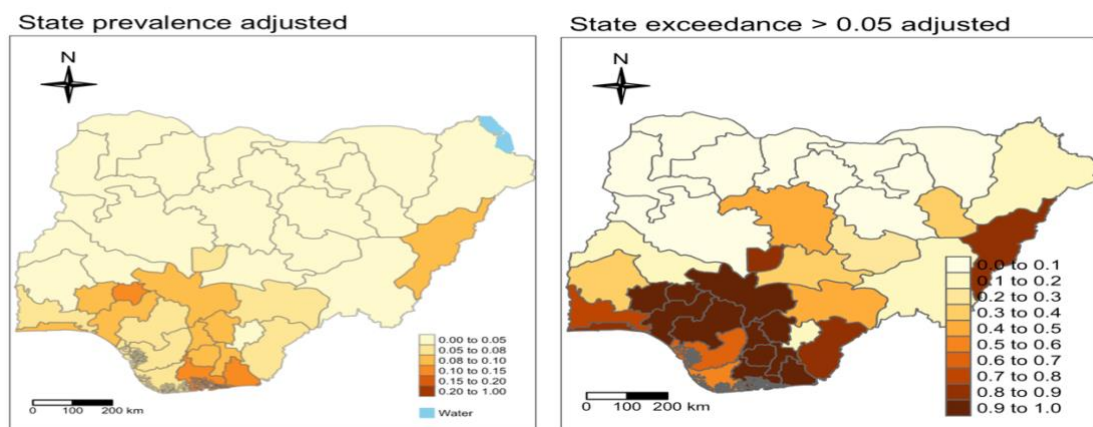 State prevalence adjusted
N
0.00 to 0.05
0.05 to 0.08
0.08 to 0.10
0.10 to 0.15
0.15 to 0.20
0.20 to 1.00
Water
0 100 200 km
State exceedance > 0.05 adjusted
N
0.0 to 0.1
0.1 to 0.2
0.2 to 0.3
0.3 to 0.4
0.4 to 0.5
0.5 to 0.6
0.6 to 0.7
0.7 to 0.8
0.8 to 0.9
0.9 to 1.0
0 100 200 km